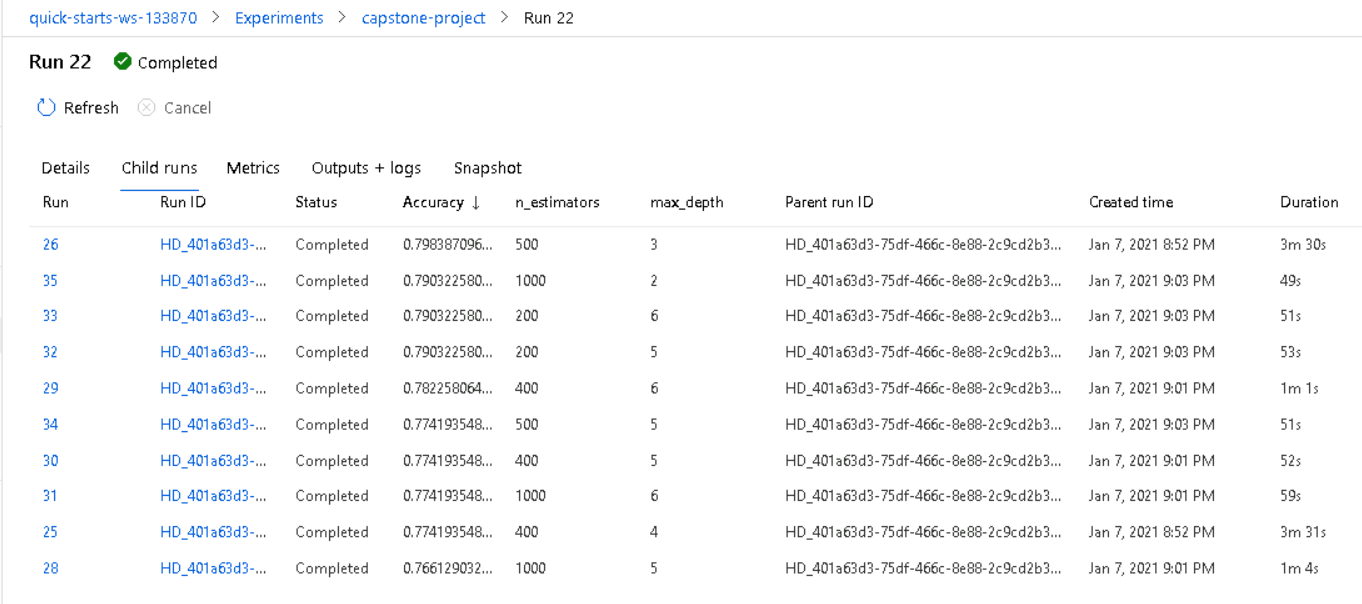 quick-starts-ws-133870 > Experiments > capstone-project > Run 22
Run 22 Completed
Refresh Cancel
Details Child runs Metrics Outputs + logs Snapshot
Run Run ID Status Accuracy ↓ n_estimators max_depth Parent run ID Created time Duration
26 HD_401a63d3-... Completed 0.798387096... 500 3 HD_401a63d3-75df-466c-8e88-2c9cd2b3... Jan 7, 2021 8:52 PM 3m 30s
35 HD_401a63d3-... Completed 0.790322580... 1000 2 HD_401a63d3-75df-466c-8e88-2c9cd2b3... Jan 7, 2021 9:03 PM 49s
33 HD_401a63d3-... Completed 0.790322580... 200 6 HD_401a63d3-75df-466c-8e88-2c9cd2b3... Jan 7, 2021 9:03 PM 51s
32 HD_401a63d3-... Completed 0.790322580... 200 5 HD_401a63d3-75df-466c-8e88-2c9cd2b3... Jan 7, 2021 9:03 PM 53s
29 HD_401a63d3-... Completed 0.782258064... 400 6 HD_401a63d3-75df-466c-8e88-2c9cd2b3... Jan 7, 2021 9:01 PM 1m 1s
34 HD_401a63d3-... Completed 0.774193548... 500 5 HD_401a63d3-75df-466c-8e88-2c9cd2b3... Jan 7, 2021 9:03 PM 51s
30 HD_401a63d3-... Completed 0.774193548... 400 5 HD_401a63d3-75df-466c-8e88-2c9cd2b3... Jan 7, 2021 9:01 PM 52s
31 HD_401a63d3-... Completed 0.774193548... 1000 6 HD_401a63d3-75df-466c-8e88-2c9cd2b3... Jan 7, 2021 9:01 PM 59s
25 HD_401a63d3-... Completed 0.774193548... 400 4 HD_401a63d3-75df-466c-8e88-2c9cd2b3... Jan 7, 2021 8:52 PM 3m 31s
28 HD_401a63d3-... Completed 0.766129032... 1000 5 HD_401a63d3-75df-466c-8e88-2c9cd2b3... Jan 7, 2021 9:01 PM 1m 4s